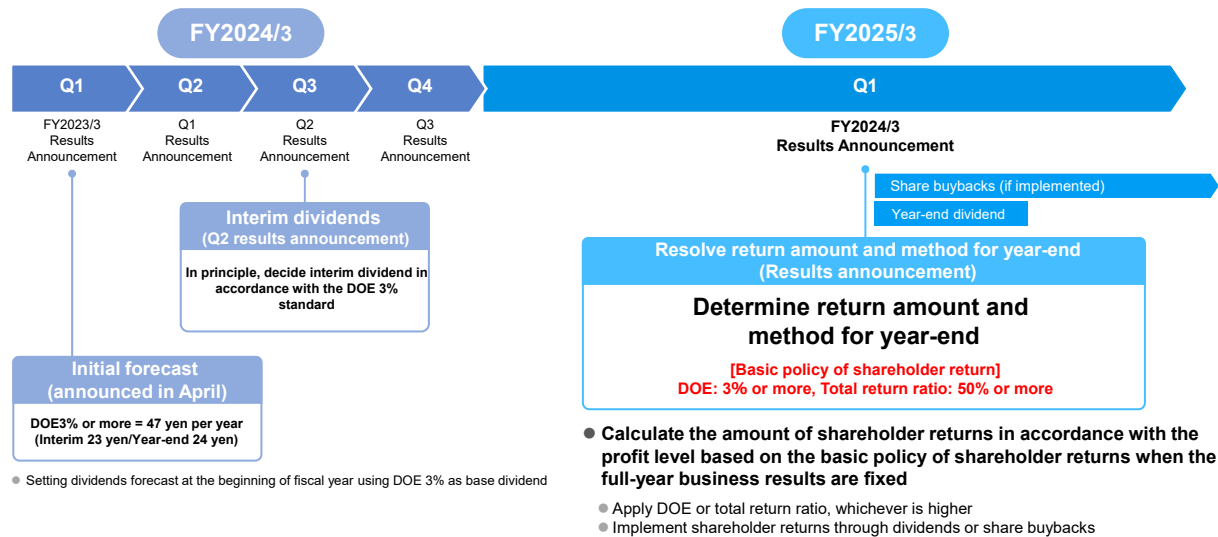 FY2024/3
FY2025/3
Q1
Q2
Q3
Q4
Q1
FY2023/3
Results
Announcement
Q1
Results
Announcement
Q2
Results
Announcement
Q3
Results
Announcement
FY2024/3
Results Announcement
Share buybacks (if implemented)
Year-end dividend
Interim dividends
(Q2 results announcement)
In principle, decide interim dividend in
accordance with the DOE 3%
standard
Initial forecast
(announced in April)
DOE3% or more = 47 yen per year
(Interim 23 yen/Year-end 24 yen)
Setting dividends forecast at the beginning of fiscal year using DOE 3% as base dividend
Resolve return amount and method for year-end
(Results announcement)
Determine return amount and
method for year-end
[Basic policy of shareholder return]
DOE: 3% or more, Total return ratio: 50% or more
Calculate the amount of shareholder returns in accordance with the
profit level based on the basic policy of shareholder returns when the
full-year business results are fixed
Apply DOE or total return ratio, whichever is higher
Implement shareholder returns through dividends or share buybacks